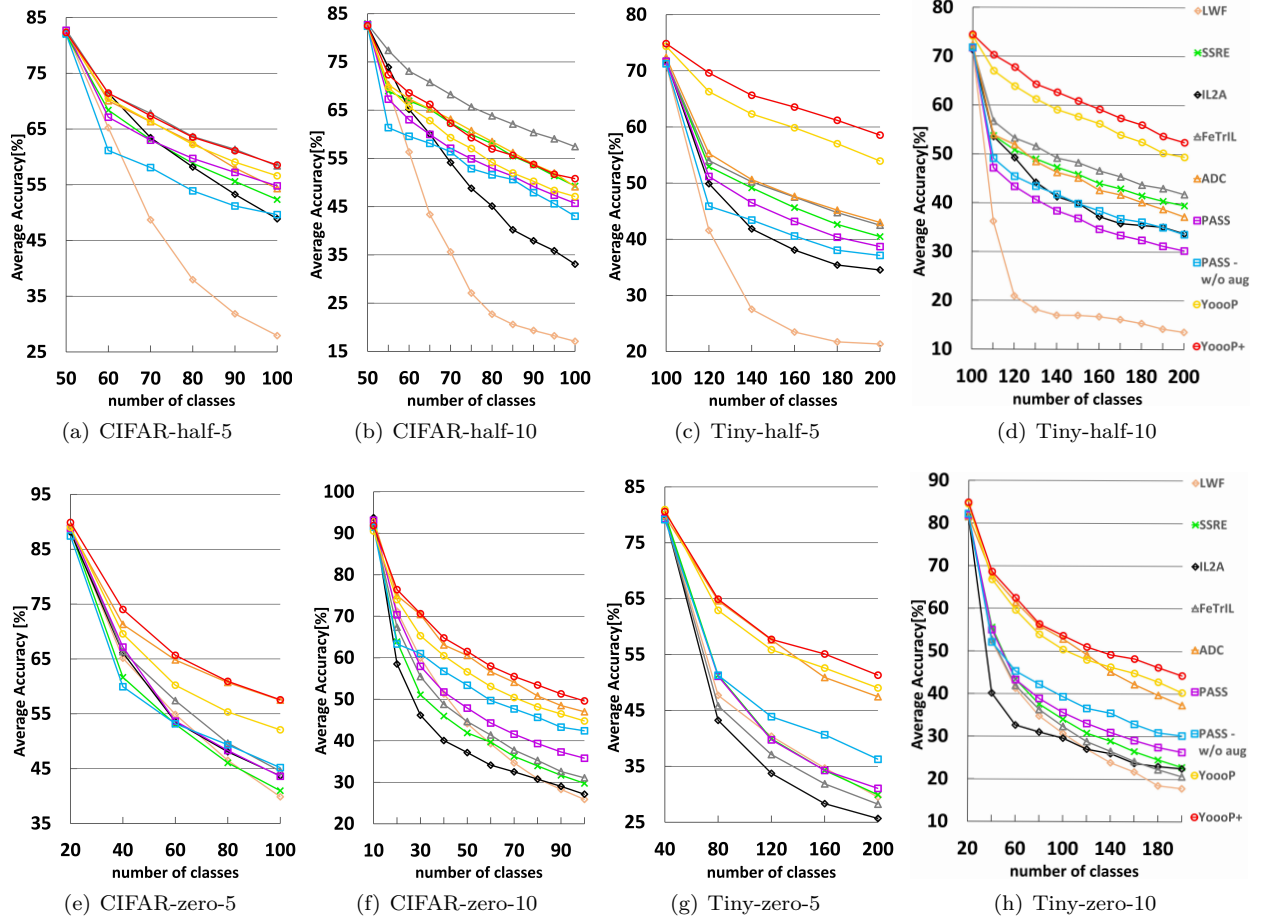 Average Accuracy[%]
85
75
65
55
45
35
25
50 60 70 80 90 100
number of classes
(a) CIFAR-half-5
Average Accuracy[%]
85
75
65
55
45
35
25
15
50 60 70 80 90 100
number of classes
(b) CIFAR-half-10
Average Accuracy[%]
80
70
60
50
40
30
20
100 120 140 160 180 200
number of classes
(c) Tiny-half-5
Average Accuracy[%]
80
70
60
50
40
30
20
10
100 120 140 160 180 200
number of classes
(d) Tiny-half-10
LWF
SSRE
IL2A
FeTrIL
ADC
PASS
PASS -
w/o aug
YoooP
YoooP+
Average Accuracy [%]
95
85
75
65
55
45
35
20 40 60 80 100
number of classes
(e) CIFAR-zero-5
Average Accuracy[%]
100
90
80
70
60
50
40
30
20
10 30 50 70 90
number of classes
(f) CIFAR-zero-10
Average Accuracy[%]
85
75
65
55
45
35
25
40 80 120 160 200
number of classes
(g) Tiny-zero-5
Average Accuracy[%]
90
80
70
60
50
40
30
20
10
20 60 100 140 180
number of classes
(h) Tiny-zero-10
LWF
SSRE
IL2A
FeTrIL
ADC
PASS
PASS -
w/o aug
YoooP
YoooP+